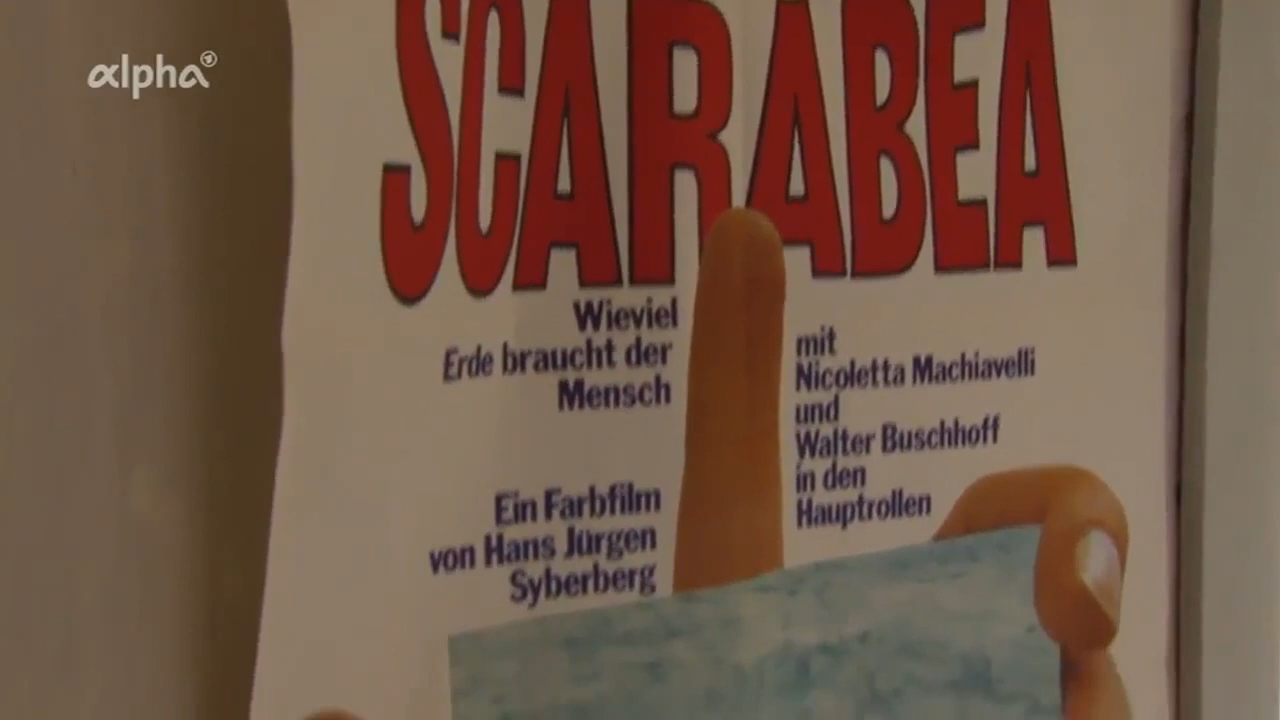 alpha
SCARABEA
Wieviel
Erde braucht der
Mensch
Ein Farbfilm
von Hans Jürgen
Syberberg
mit
Nicoletta Machiavelli
und
Walter Buschhoff
in den
Hauptrollen